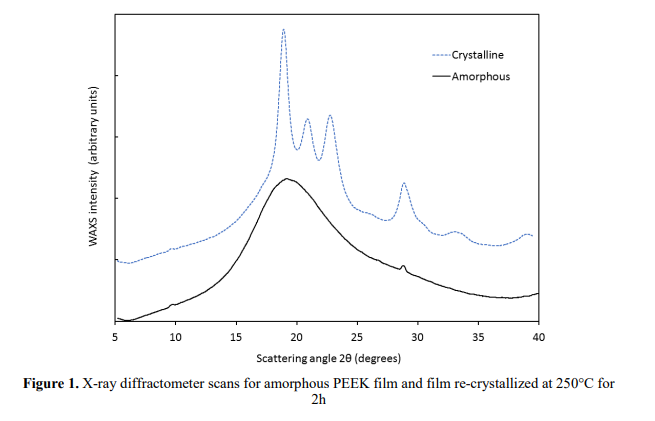 Crystalline
Amorphous
WAXS intensity (arbitrary units)
5 10 15 20 25 30 35 40
Scattering angle 2θ (degrees)
Figure 1. X-ray diffractometer scans for amorphous PEEK film and film re-crystallized at 250°C for
2h